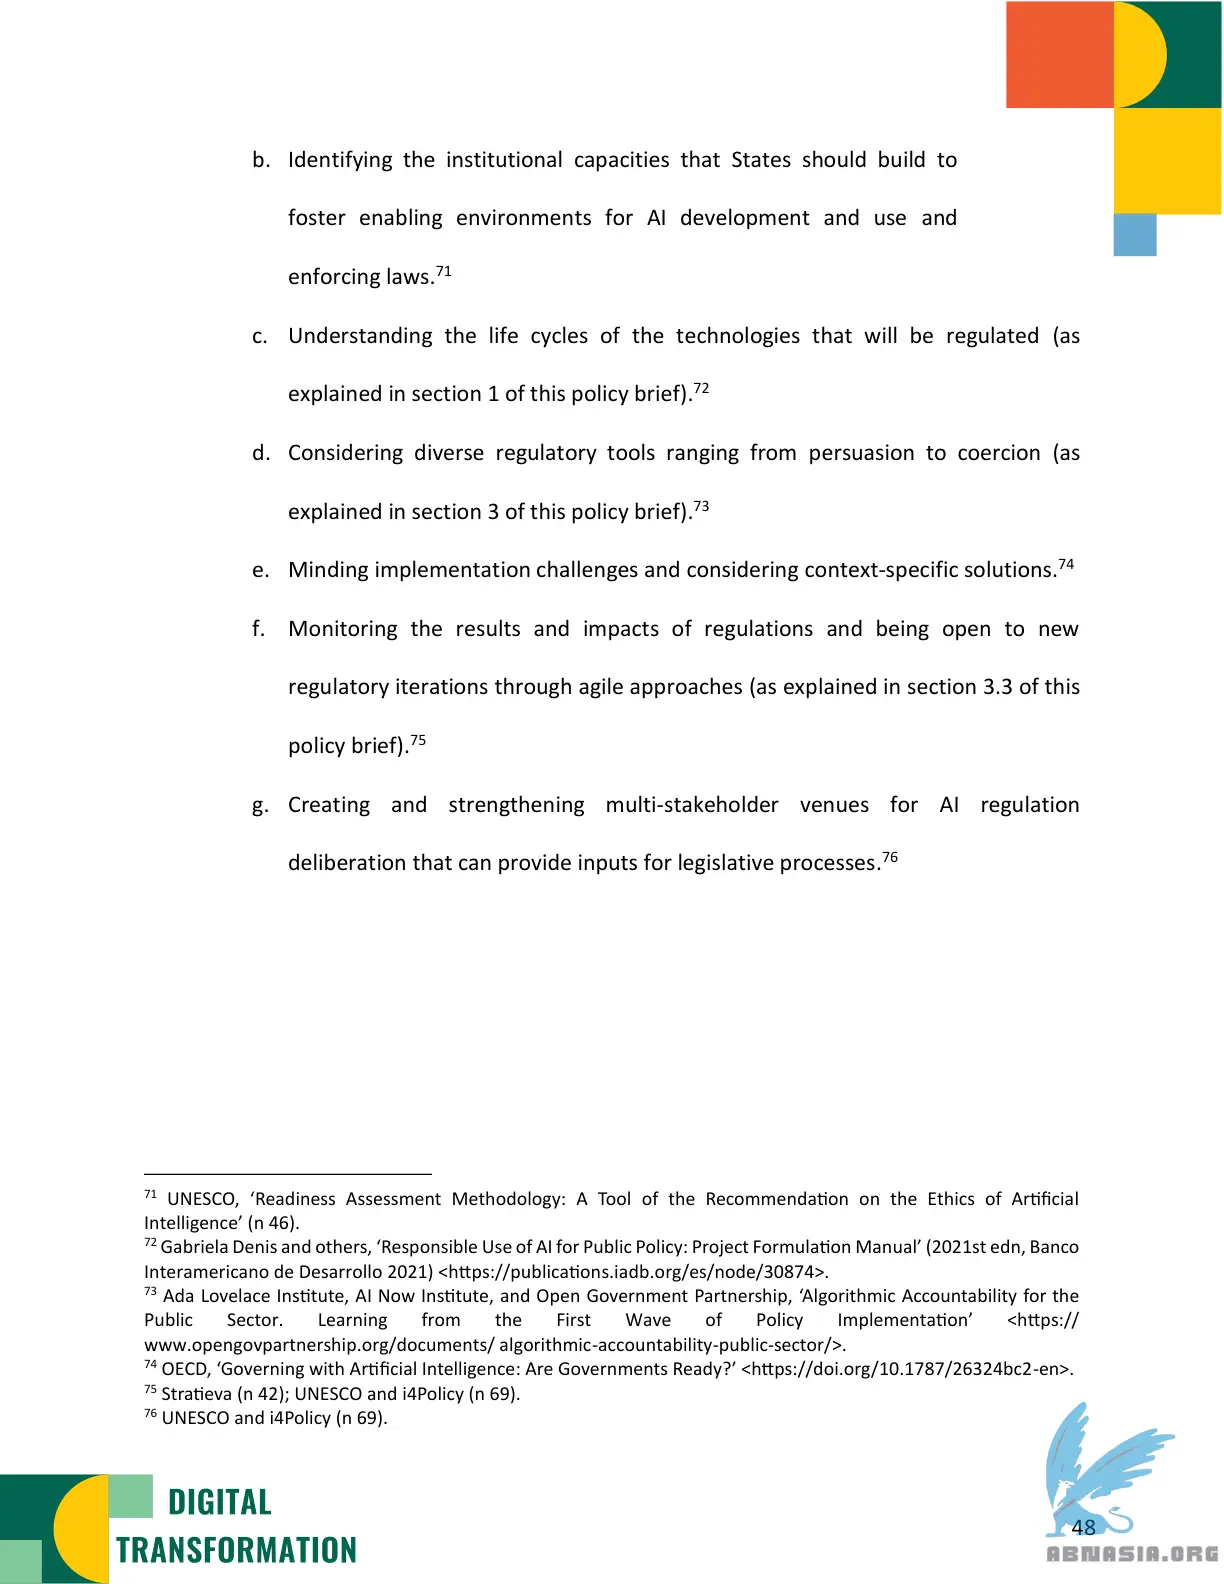 b. Identifying the institutional capacities that States should build to
foster enabling environments for AI development and use and
enforcing laws.71
c. Understanding the life cycles of the technologies that will be regulated (as
explained in section 1 of this policy brief).72
d. Considering diverse regulatory tools ranging from persuasion to coercion (as
explained in section 3 of this policy brief).73
e. Minding implementation challenges and considering context-specific solutions.74
f. Monitoring the results and impacts of regulations and being open to new
regulatory iterations through agile approaches (as explained in section 3.3 of this
policy brief).75
g. Creating and strengthening multi-stakeholder venues for AI regulation
deliberation that can provide inputs for legislative processes.76
71 UNESCO, ‘Readiness Assessment Methodology: A Tool of the Recommendation on the Ethics of Artificial
Intelligence’ (n 46).
72 Gabriela Denis and others, ‘Responsible Use of AI for Public Policy: Project Formulation Manual’ (2021st edn, Banco
Interamericano de Desarrollo 2021) <https://publications.iadb.org/es/node/30874>.
73 Ada Lovelace Institute, AI Now Institute, and Open Government Partnership, ‘Algorithmic Accountability for the
Public Sector. Learning from the First Wave of Policy Implementation’ <https://
www.opengovpartnership.org/documents/ algorithmic-accountability-public-sector/>.
74 OECD, ‘Governing with Artificial Intelligence: Are Governments Ready?’ <https://doi.org/10.1787/26324bc2-en>.
75 Stratieva (n 42); UNESCO and i4Policy (n 69).
76 UNESCO and i4Policy (n 69).
DIGITAL
TRANSFORMATION
48
ABNASIA.ORG